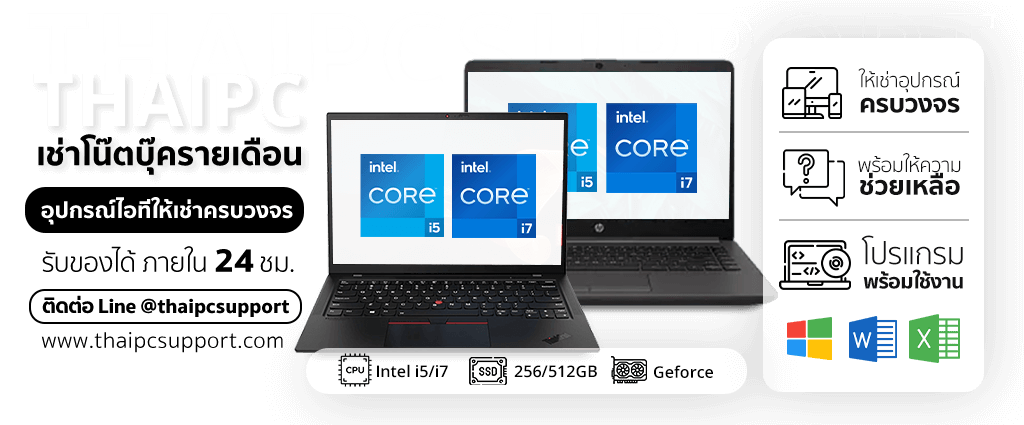 THAIPC
เช่าโน๊ตบุ๊ครายเดือน
อุปกรณ์ไอทีให้เช่าครบวงจร
รับของได้ ภายใน 24 ชม.
ติดต่อ Line @thaipcsupport
www.thaipcsupport.com
intel.
CORE
i5
intel.
CORE
i7
intel.
i5
intel.
CORE
i7
hp
CPU
Intel i5/i7
SSD
256/512GB
Geforce
ให้เช่าอุปกรณ์
ครบวงจร
พร้อมให้ความ
ช่วยเหลือ
โปรแกรม
พร้อมใช้งาน
W
X